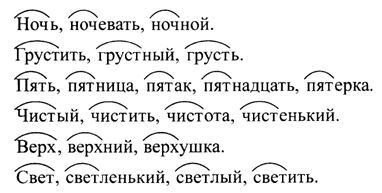 Ночь, ночевать, ночной.
Грустить, грустный, грусть.
Пять, пятница, пятак, пятнадцать, пятерка.
Чистый, чистить, чистота, чистенький.
Верх, верхний, верхушка.
Свет, светленький, светлый, светить.